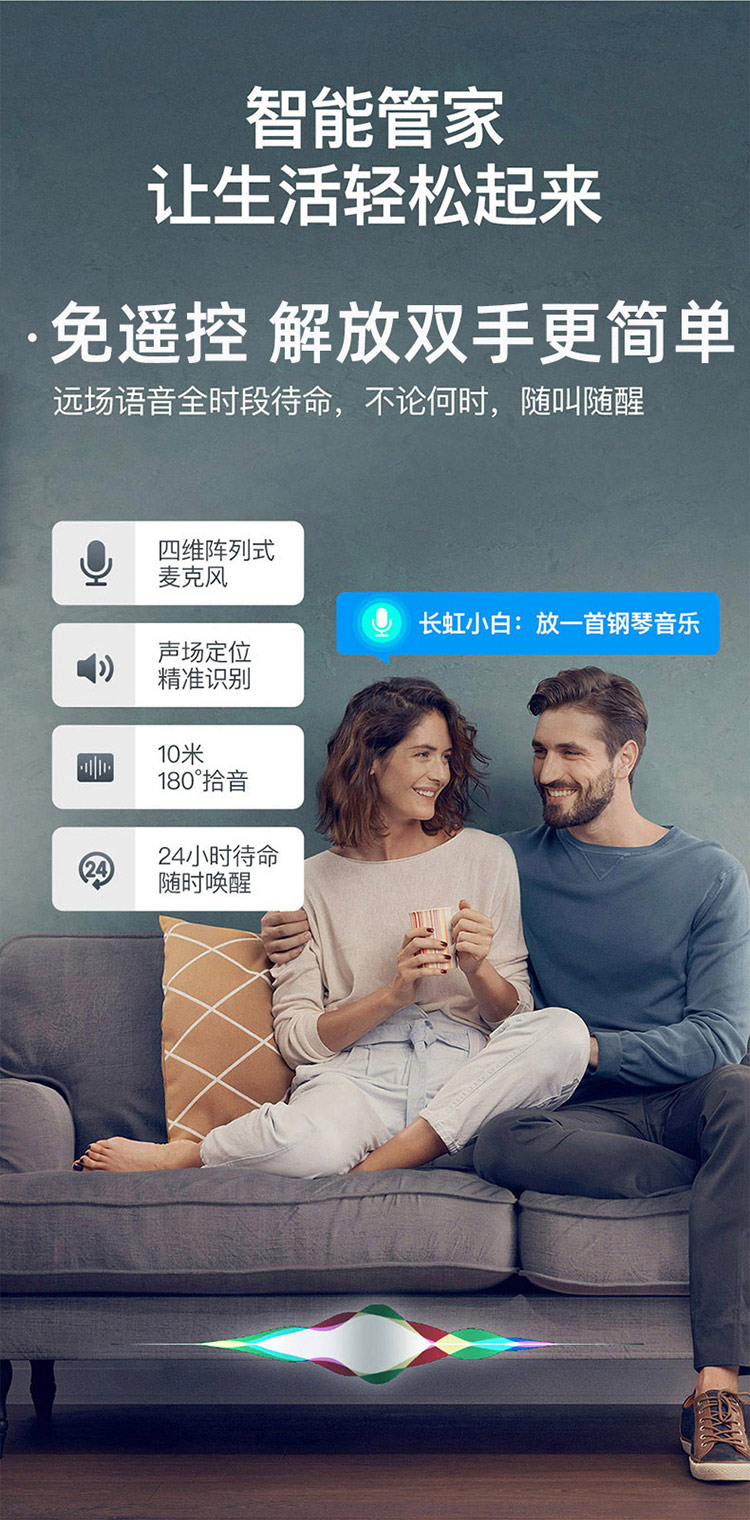 智能管家
让生活轻松起来
·免遥控 解放双手更简单
远场语音全时段待命，不论何时，随叫随醒
四维阵列式
麦克风
长虹小白：放一首钢琴音乐
声场定位
精准识别
10米
180°拾音
24
24小时待命
随时唤醒